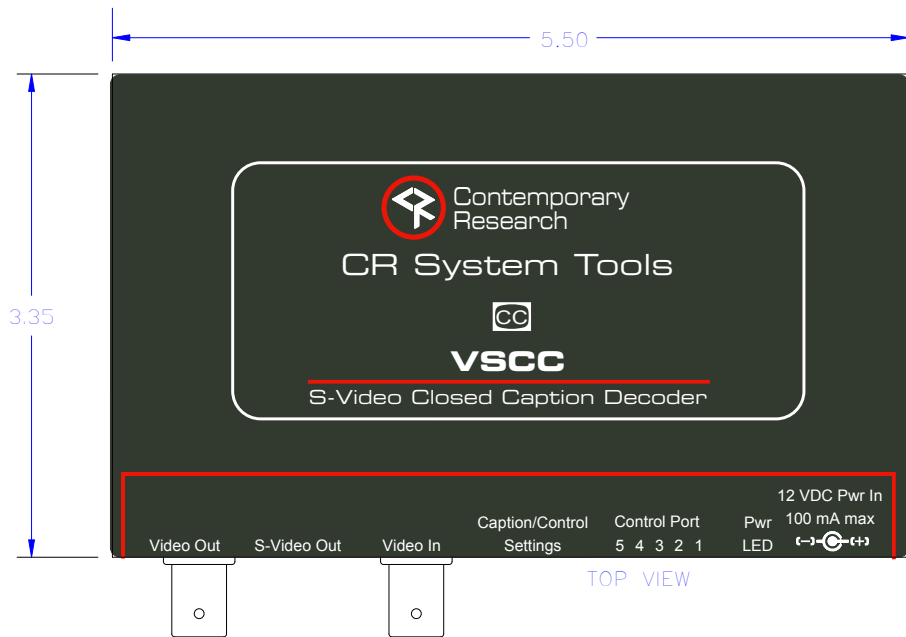 5.50
3.35
Contemporary
Research
CR System Tools
CC
VSCC
S-Video Closed Caption Decoder
12 VDC Pwr In
Caption/Control Control Port Pwr 100 mA max
Video Out S-Video Out Video In Settings 5 4 3 2 1 LED (–) (+)
TOP VIEW